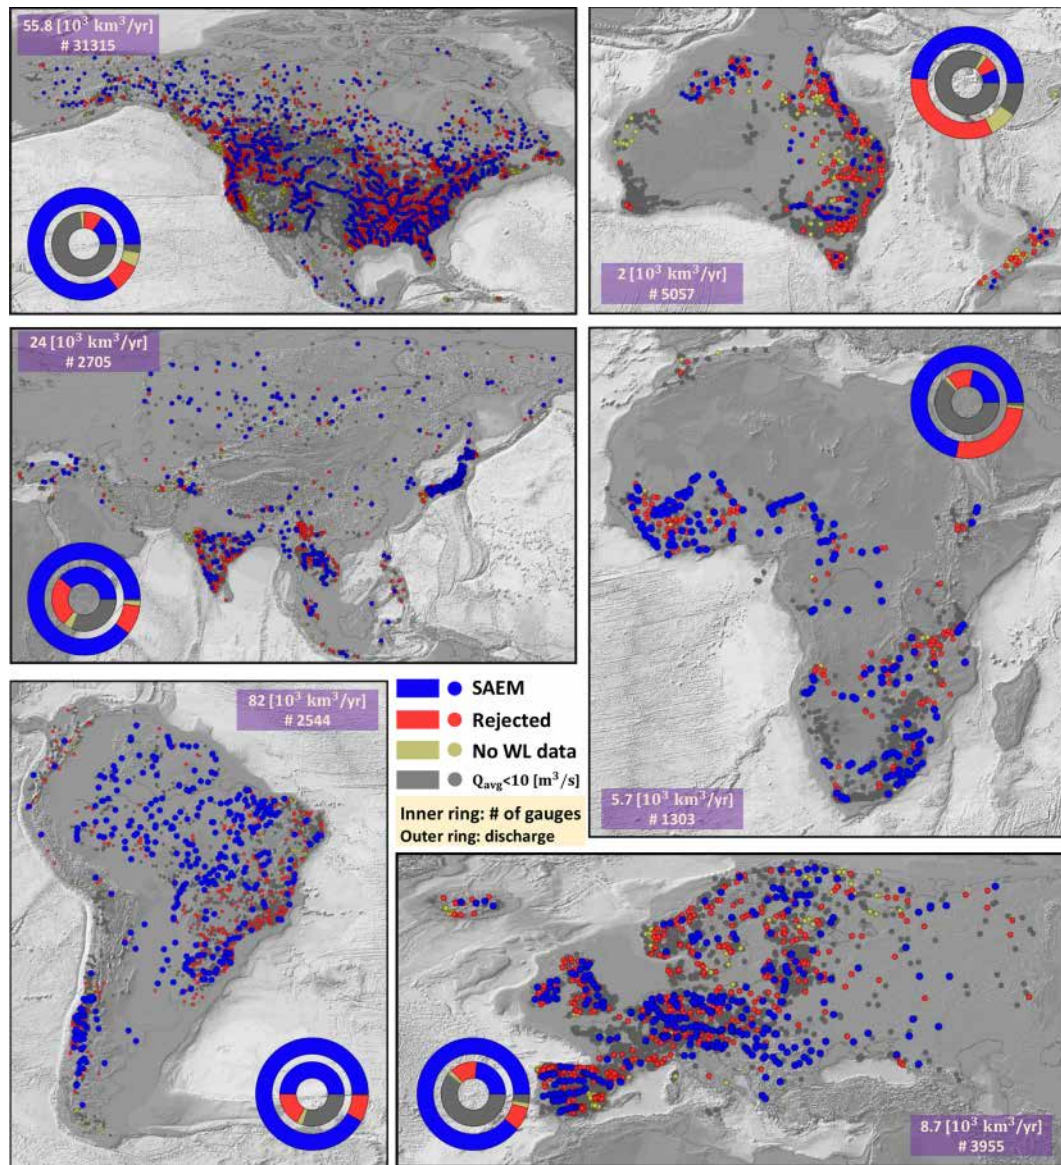 55.8 [10³ km³/yr]
# 31315
2 [10³ km³/yr]
# 5057
24 [10³ km³/yr]
# 2705
5.7 [10³ km³/yr]
# 1303
82 [10³ km³/yr]
# 2544
SAEM
Rejected
No WL data
Qavg<10 [m³/s]
Inner ring: # of gauges
Outer ring: discharge
8.7 [10³ km³/yr]
# 3955